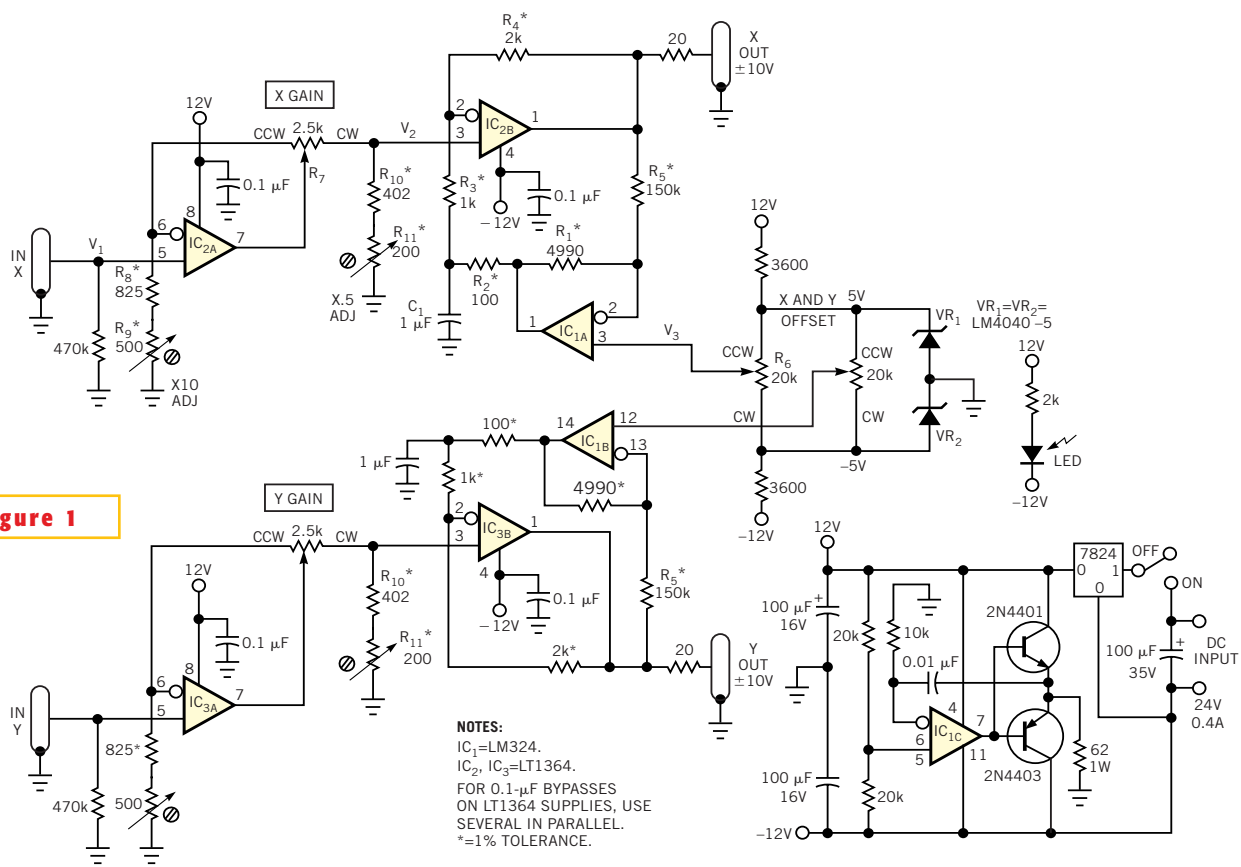 R4*
2k
20
X
OUT
±10V
X GAIN
12V
CCW
2.5k
CW
V2
R7
2
3
IC2B
1
4
0.1 µF
R10*
402
R3*
1k
0.1 µF
–12V
R5*
150k
8
6
5
IC2A
7
IN
X
V1
R8*
825
R11*
200
X.5
ADJ
R1*
4990
R2*
100
C1
1 µF
1
IC1A
2
3
V3
470k
R9*
500
X10
ADJ
12V
3600
X AND Y
OFFSET
5V
CCW
R6
20k
CCW
20k
CW
CW
–5V
VR1
VR2
VR1=VR2=
LM4040 –5
12V
2k
LED
–12V
3600
–12V
100*
14
IC1B
12
13
1 µF
1k*
4990*
gure 1
Y GAIN
CCW
2.5k
CW
2
3
IC3B
1
4
0.1 µF
–12V
R5*
150k
12V
0.1 µF
R10*
402
R11*
200
2k*
20
Y
OUT
±10V
8
6
5
IC3A
7
IN
Y
470k
825*
500
12V
100 µF
16V
+
20k
10k
0.01 µF
2N4401
7824
0
1
0
OFF
ON
100 µF
35V
+
DC
INPUT
24V
0.4A
4
6
5
IC1C
7
11
2N4403
62
1W
100 µF
16V
20k
–12V
NOTES:
IC1=LM324.
IC2, IC3=LT1364.
FOR 0.1-µF BYPASSES
ON LT1364 SUPPLIES, USE
SEVERAL IN PARALLEL.
*=1% TOLERANCE.